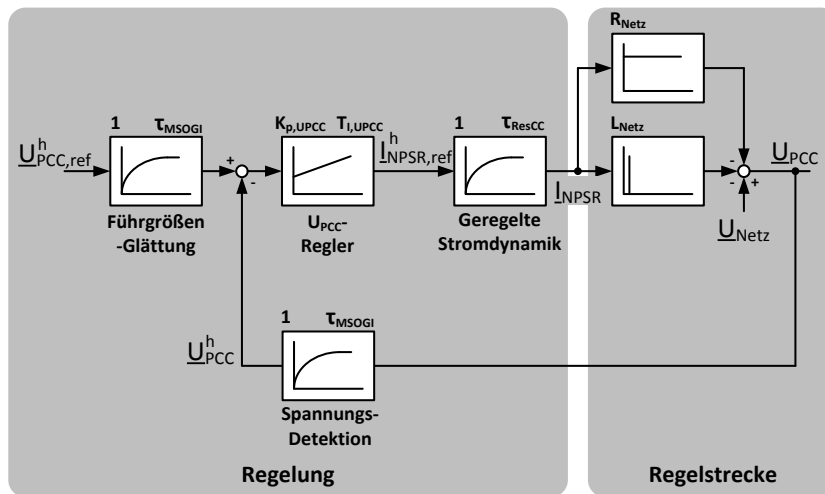 R_Netz
1 τ_MSOGI
K_p,UPCC T_I,UPCC
1 τ_ResCC
L_Netz
U^h_PCC,ref
+
-
I^h_NPSR,ref
I_NPSR
-
-
+
U_PCC
Führgrößen
-Glättung
U_PCC-
Regler
Geregelte
Stromdynamik
U_Netz
1 τ_MSOGI
U^h_PCC
Spannungs-
Detektion
Regelung
Regelstrecke